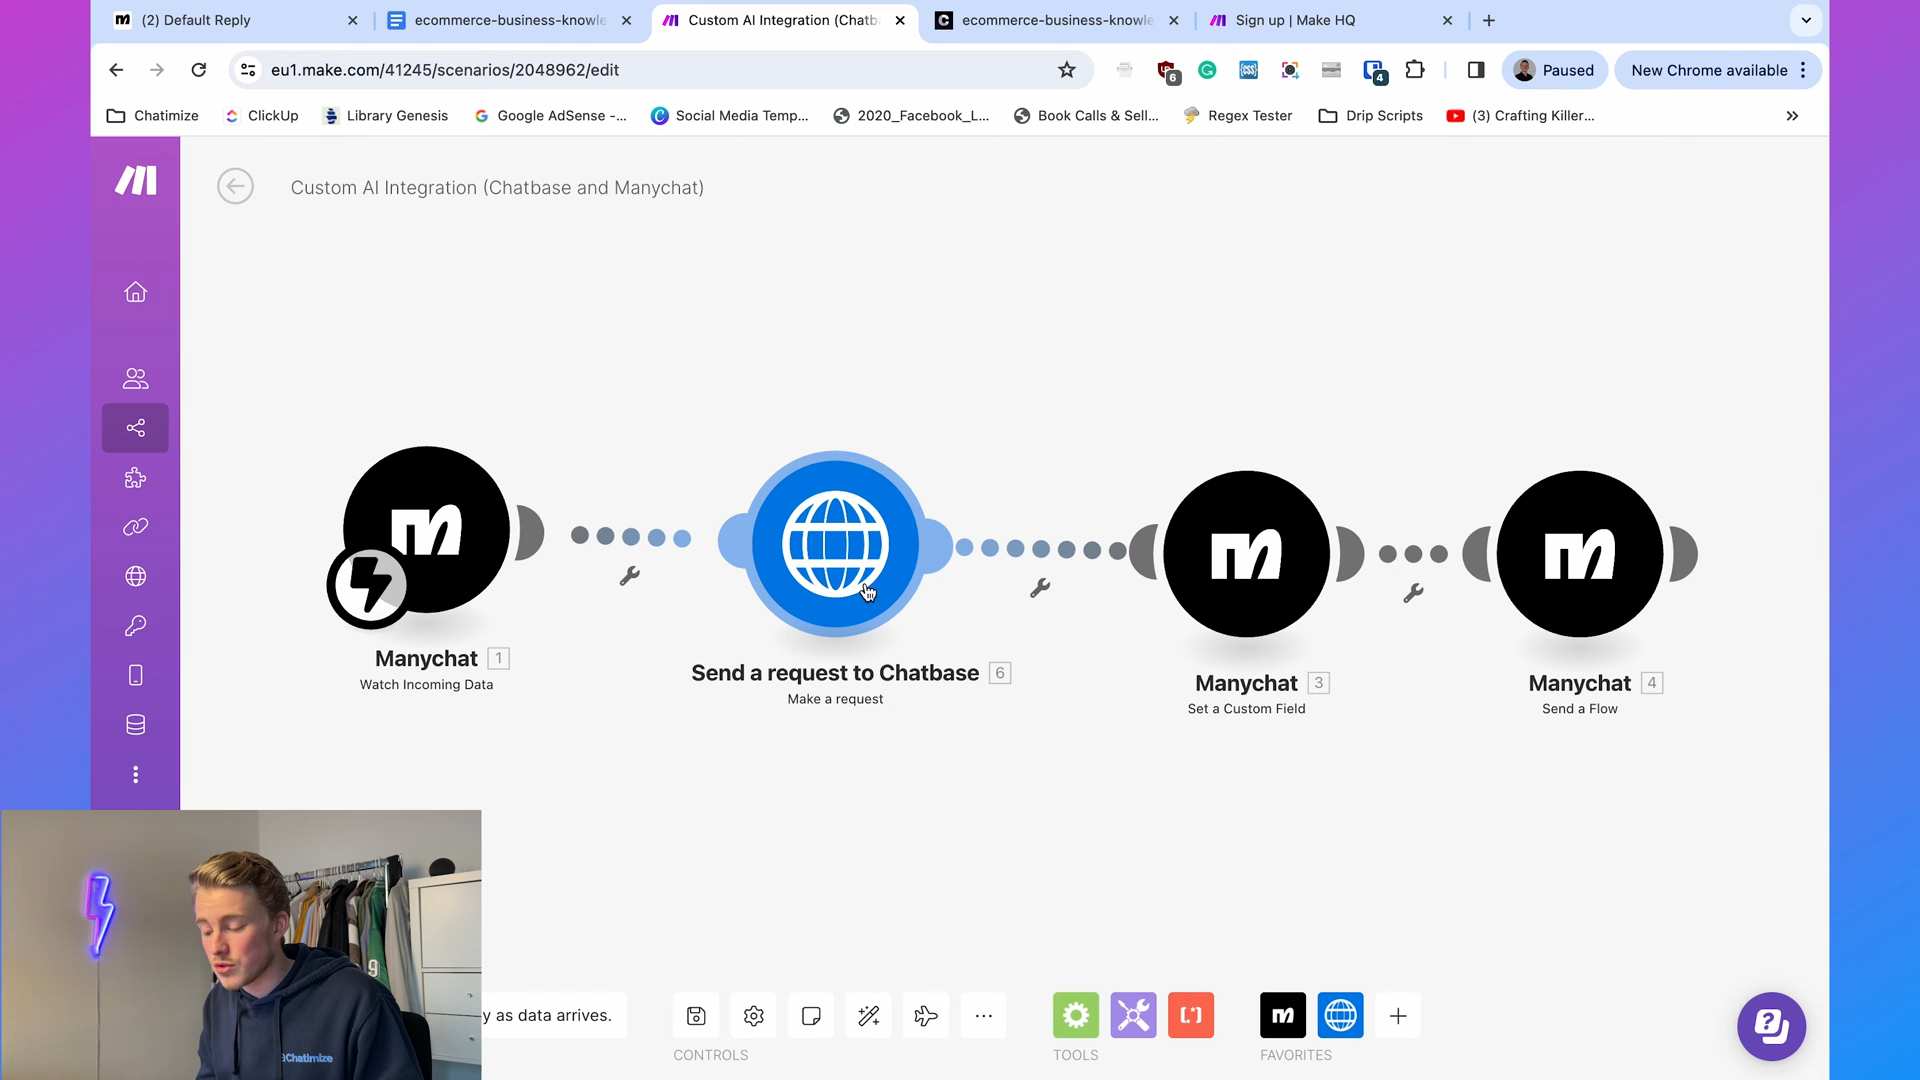 (2) Default Reply
ecommerce-business-knowle
Custom AI Integration (Chatb
ecommerce-business-knowle
Sign up | Make HQ
eu1.make.com/41245/scenarios/2048962/edit
6
4
Paused
New Chrome available
Chatimize
ClickUp
Library Genesis
Google AdSense -...
Social Media Temp...
2020_Facebook_L...
Book Calls & Sell...
Regex Tester
Drip Scripts
(3) Crafting Killer...
Custom AI Integration (Chatbase and Manychat)
Manychat 1
Watch Incoming Data
Send a request to Chatbase 6
Make a request
Manychat 3
Set a Custom Field
Manychat 4
Send a Flow
y as data arrives.
CONTROLS
TOOLS
FAVORITES
Chatimize
9